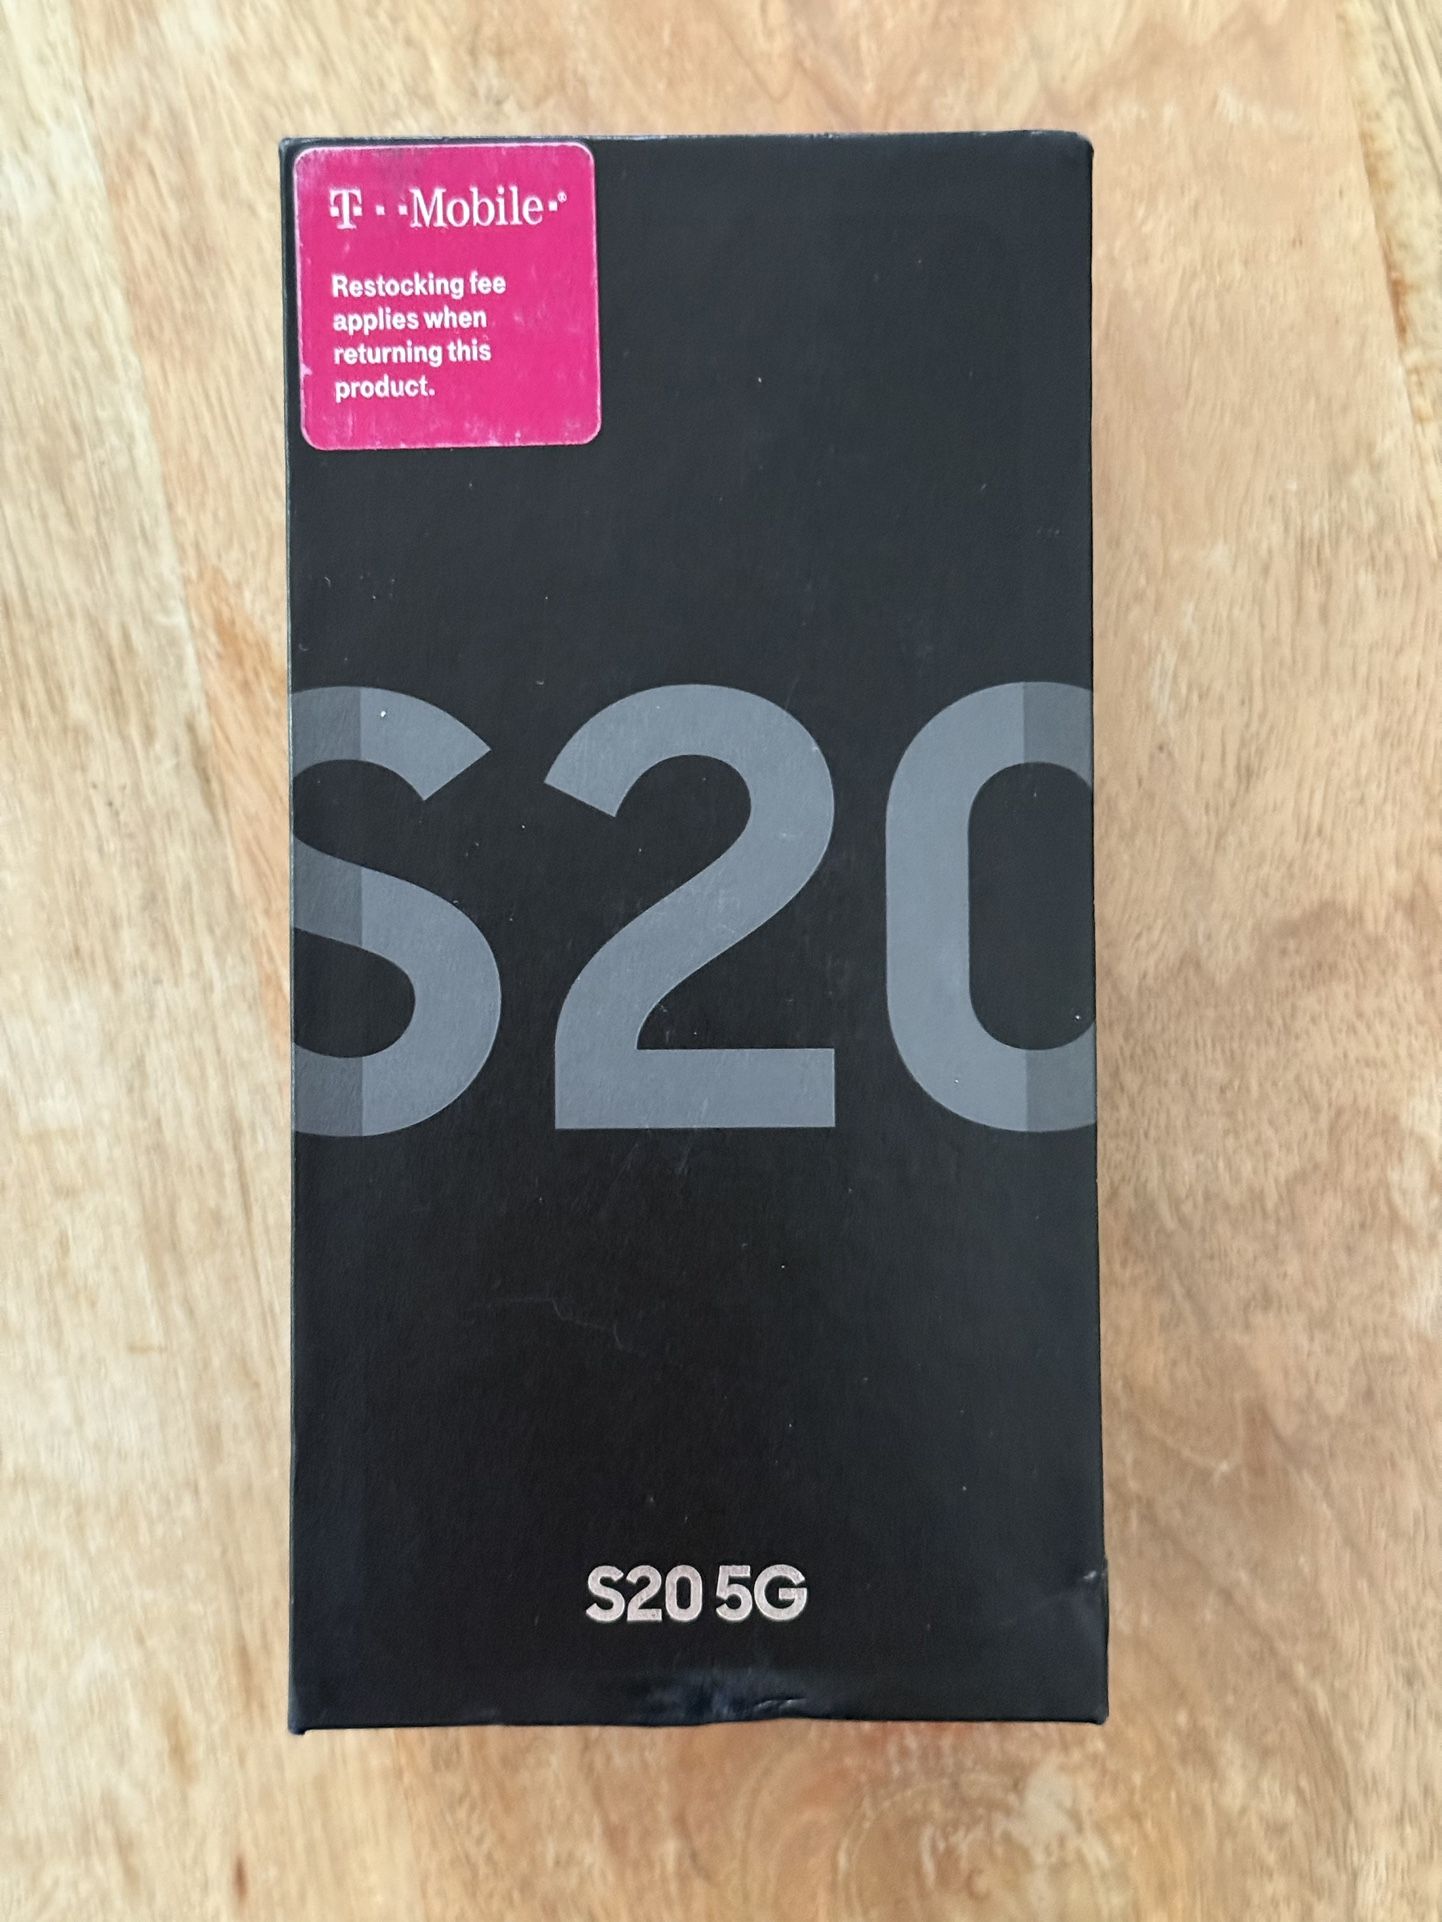 T··Mobile·®
Restocking fee
applies when
returning this
product.
S20
S20 5G